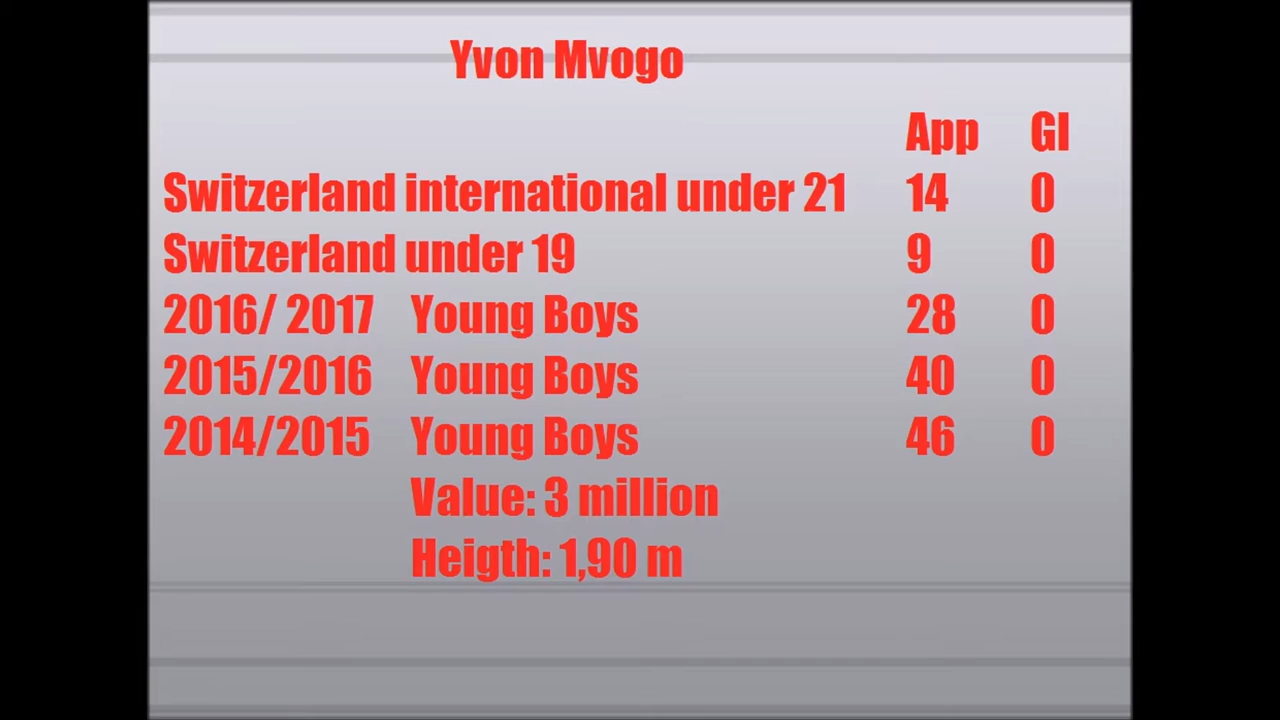 Yvon Mvogo
App Gl
Switzerland international under 21 14 0
Switzerland under 19 9 0
2016/ 2017 Young Boys 28 0
2015/2016 Young Boys 40 0
2014/2015 Young Boys 46 0
Value: 3 million
Heigth: 1,90 m